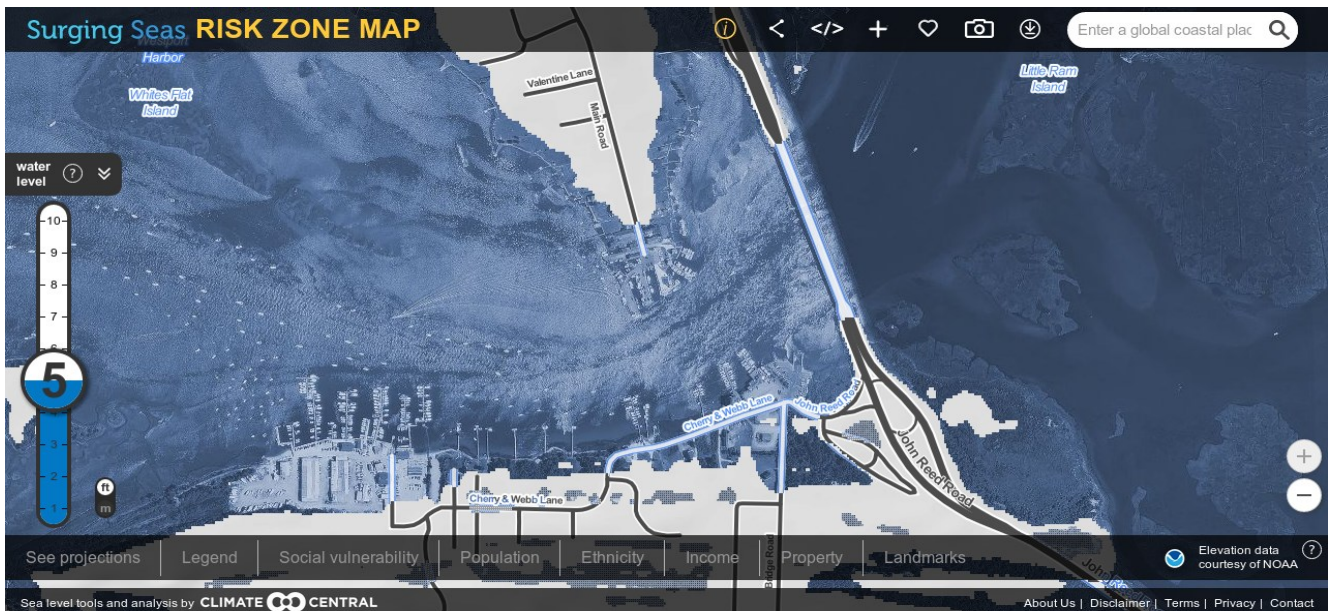 Surging Seas RISK ZONE MAP
</>
Enter a global coastal plac
Westport
Harbor
Whites Flat
Island
Valentine Lane
Main Road
Little Ram
Island
water
level
?
10
9
8
7
6
5
3
2
1
ft
m
Cherry & Webb Lane
John Reed Road
John Reed Road
Cherry & Webb Lane
Bridge Road
See projections
Legend
Social vulnerability
Population
Ethnicity
Income
Property
Landmarks
Elevation data
courtesy of NOAA
?
Sea level tools and analysis by CLIMATE CENTRAL
About Us | Disclaimer | Terms | Privacy | Contact